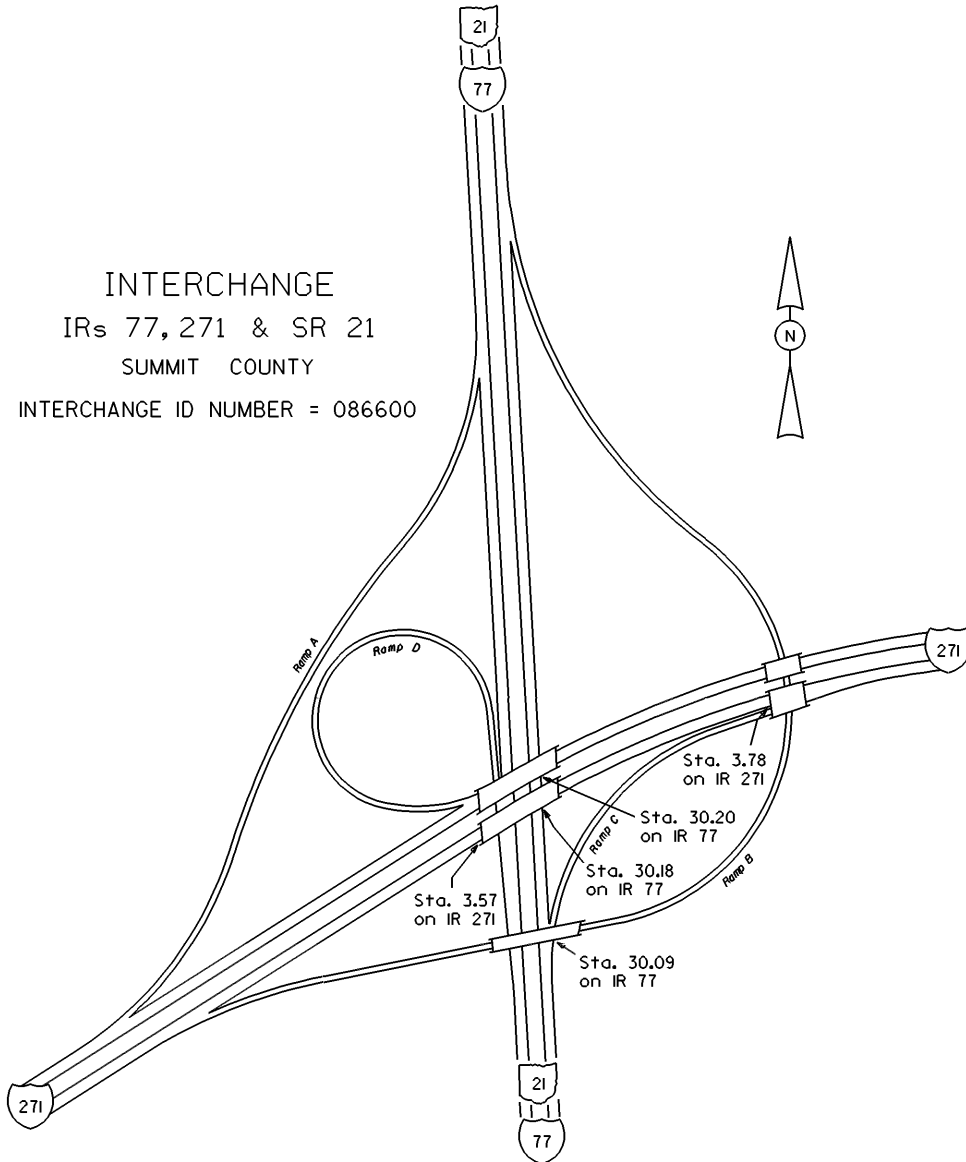 21
77
INTERCHANGE
IRs 77, 271 & SR 21
SUMMIT COUNTY
INTERCHANGE ID NUMBER = 086600
N
Ramp A
Ramp D
271
Sta. 3.78
on IR 271
Sta. 30.20
on IR 77
Ramp C
Ramp B
Sta. 30.18
on IR 77
Sta. 3.57
on IR 271
Sta. 30.09
on IR 77
271
21
77